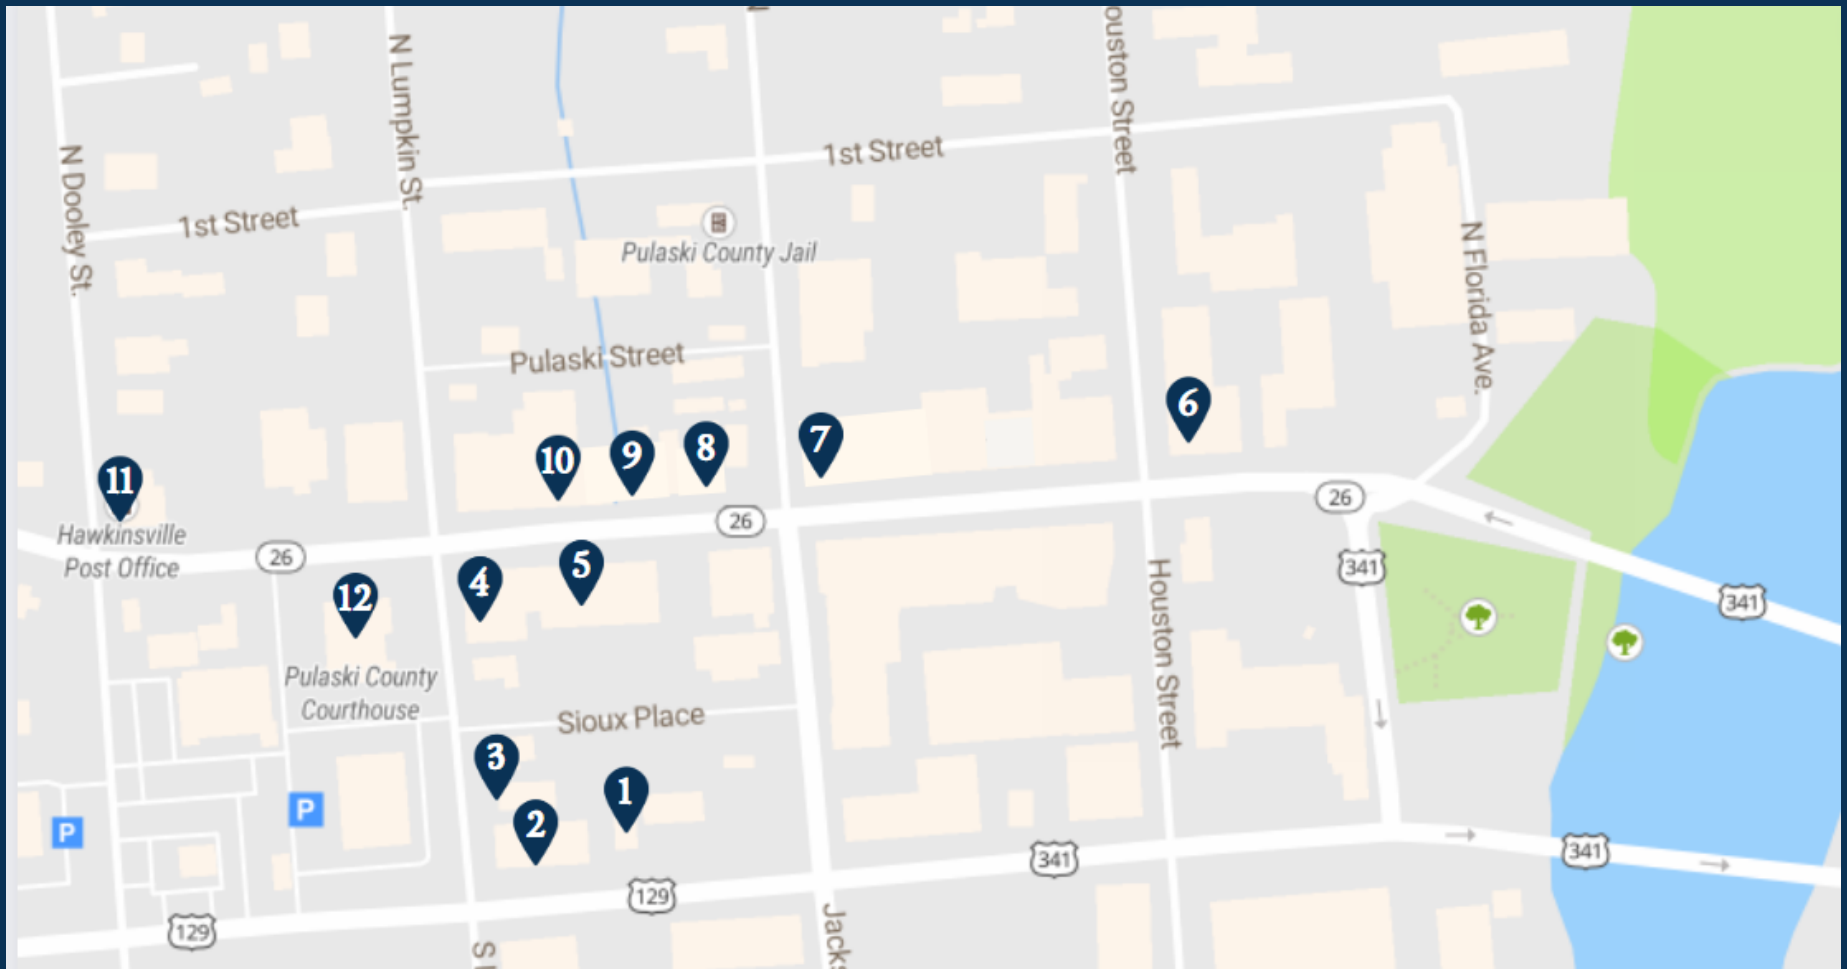 N Lumpkin St.
ouston Street
N Dooley St.
1st Street
1st Street
Pulaski County Jail
N Florida Ave.
Pulaski Street
6
7
8
9
10
11
26
26
Hawkinsville
Post Office
26
5
4
12
341
341
Houston Street
Pulaski County
Courthouse
Sioux Place
3
1
2
P
P
341
341
129
129
Jacks
S